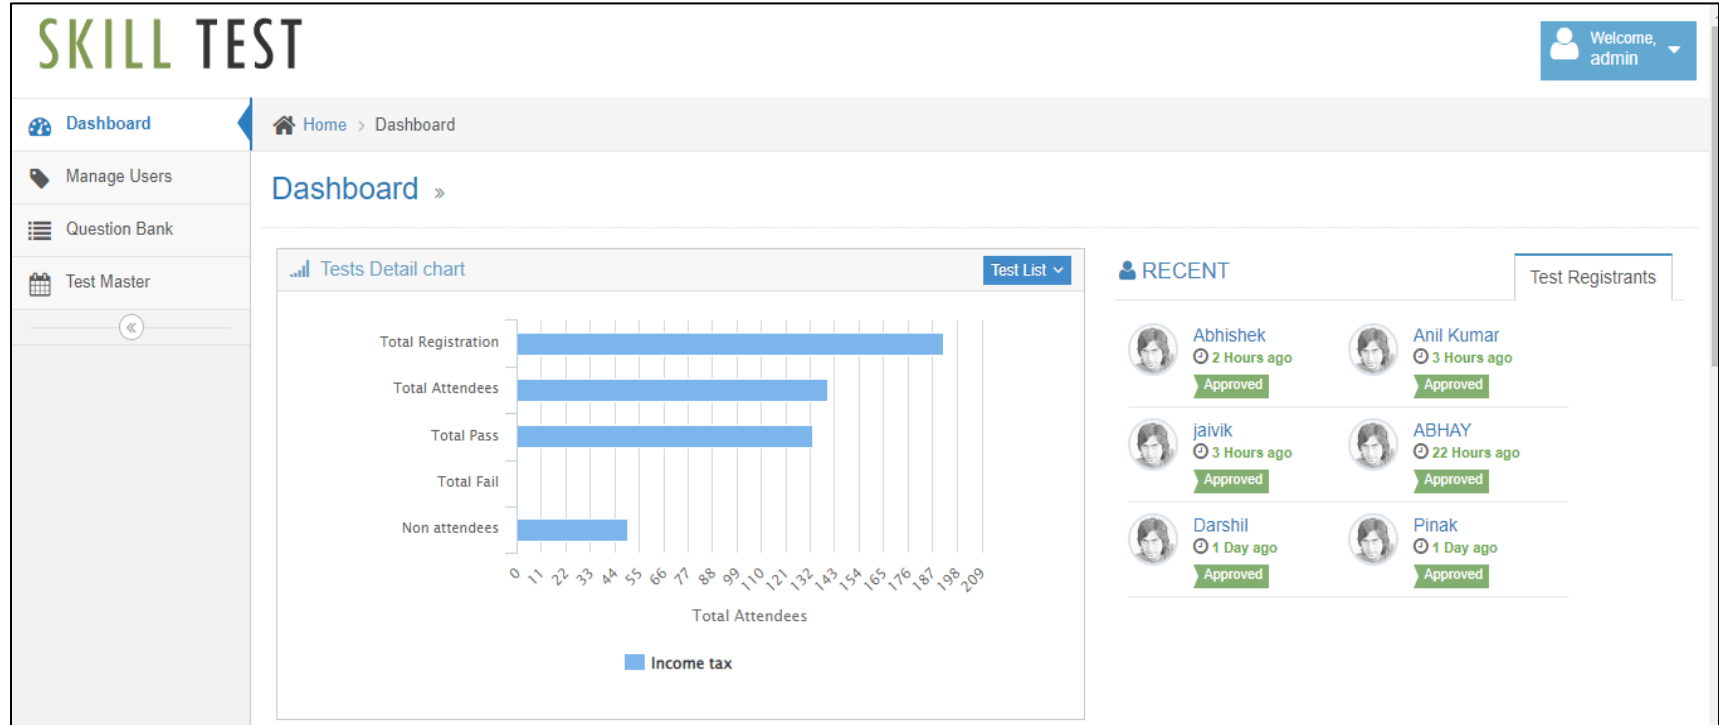 SKILL TEST
Welcome,
admin
Dashboard
Manage Users
Question Bank
Test Master
Home > Dashboard
Dashboard »
Tests Detail chart
Test List
Total Registration
Total Attendees
Total Pass
Total Fail
Non attendees
0 11 22 33 44 55 66 77 88 99 110 121 132 143 154 165 176 187 198 209
Total Attendees
Income tax
RECENT
Test Registrants
Abhishek
2 Hours ago
Approved
Anil Kumar
3 Hours ago
Approved
jaivik
3 Hours ago
Approved
ABHAY
22 Hours ago
Approved
Darshil
1 Day ago
Approved
Pinak
1 Day ago
Approved